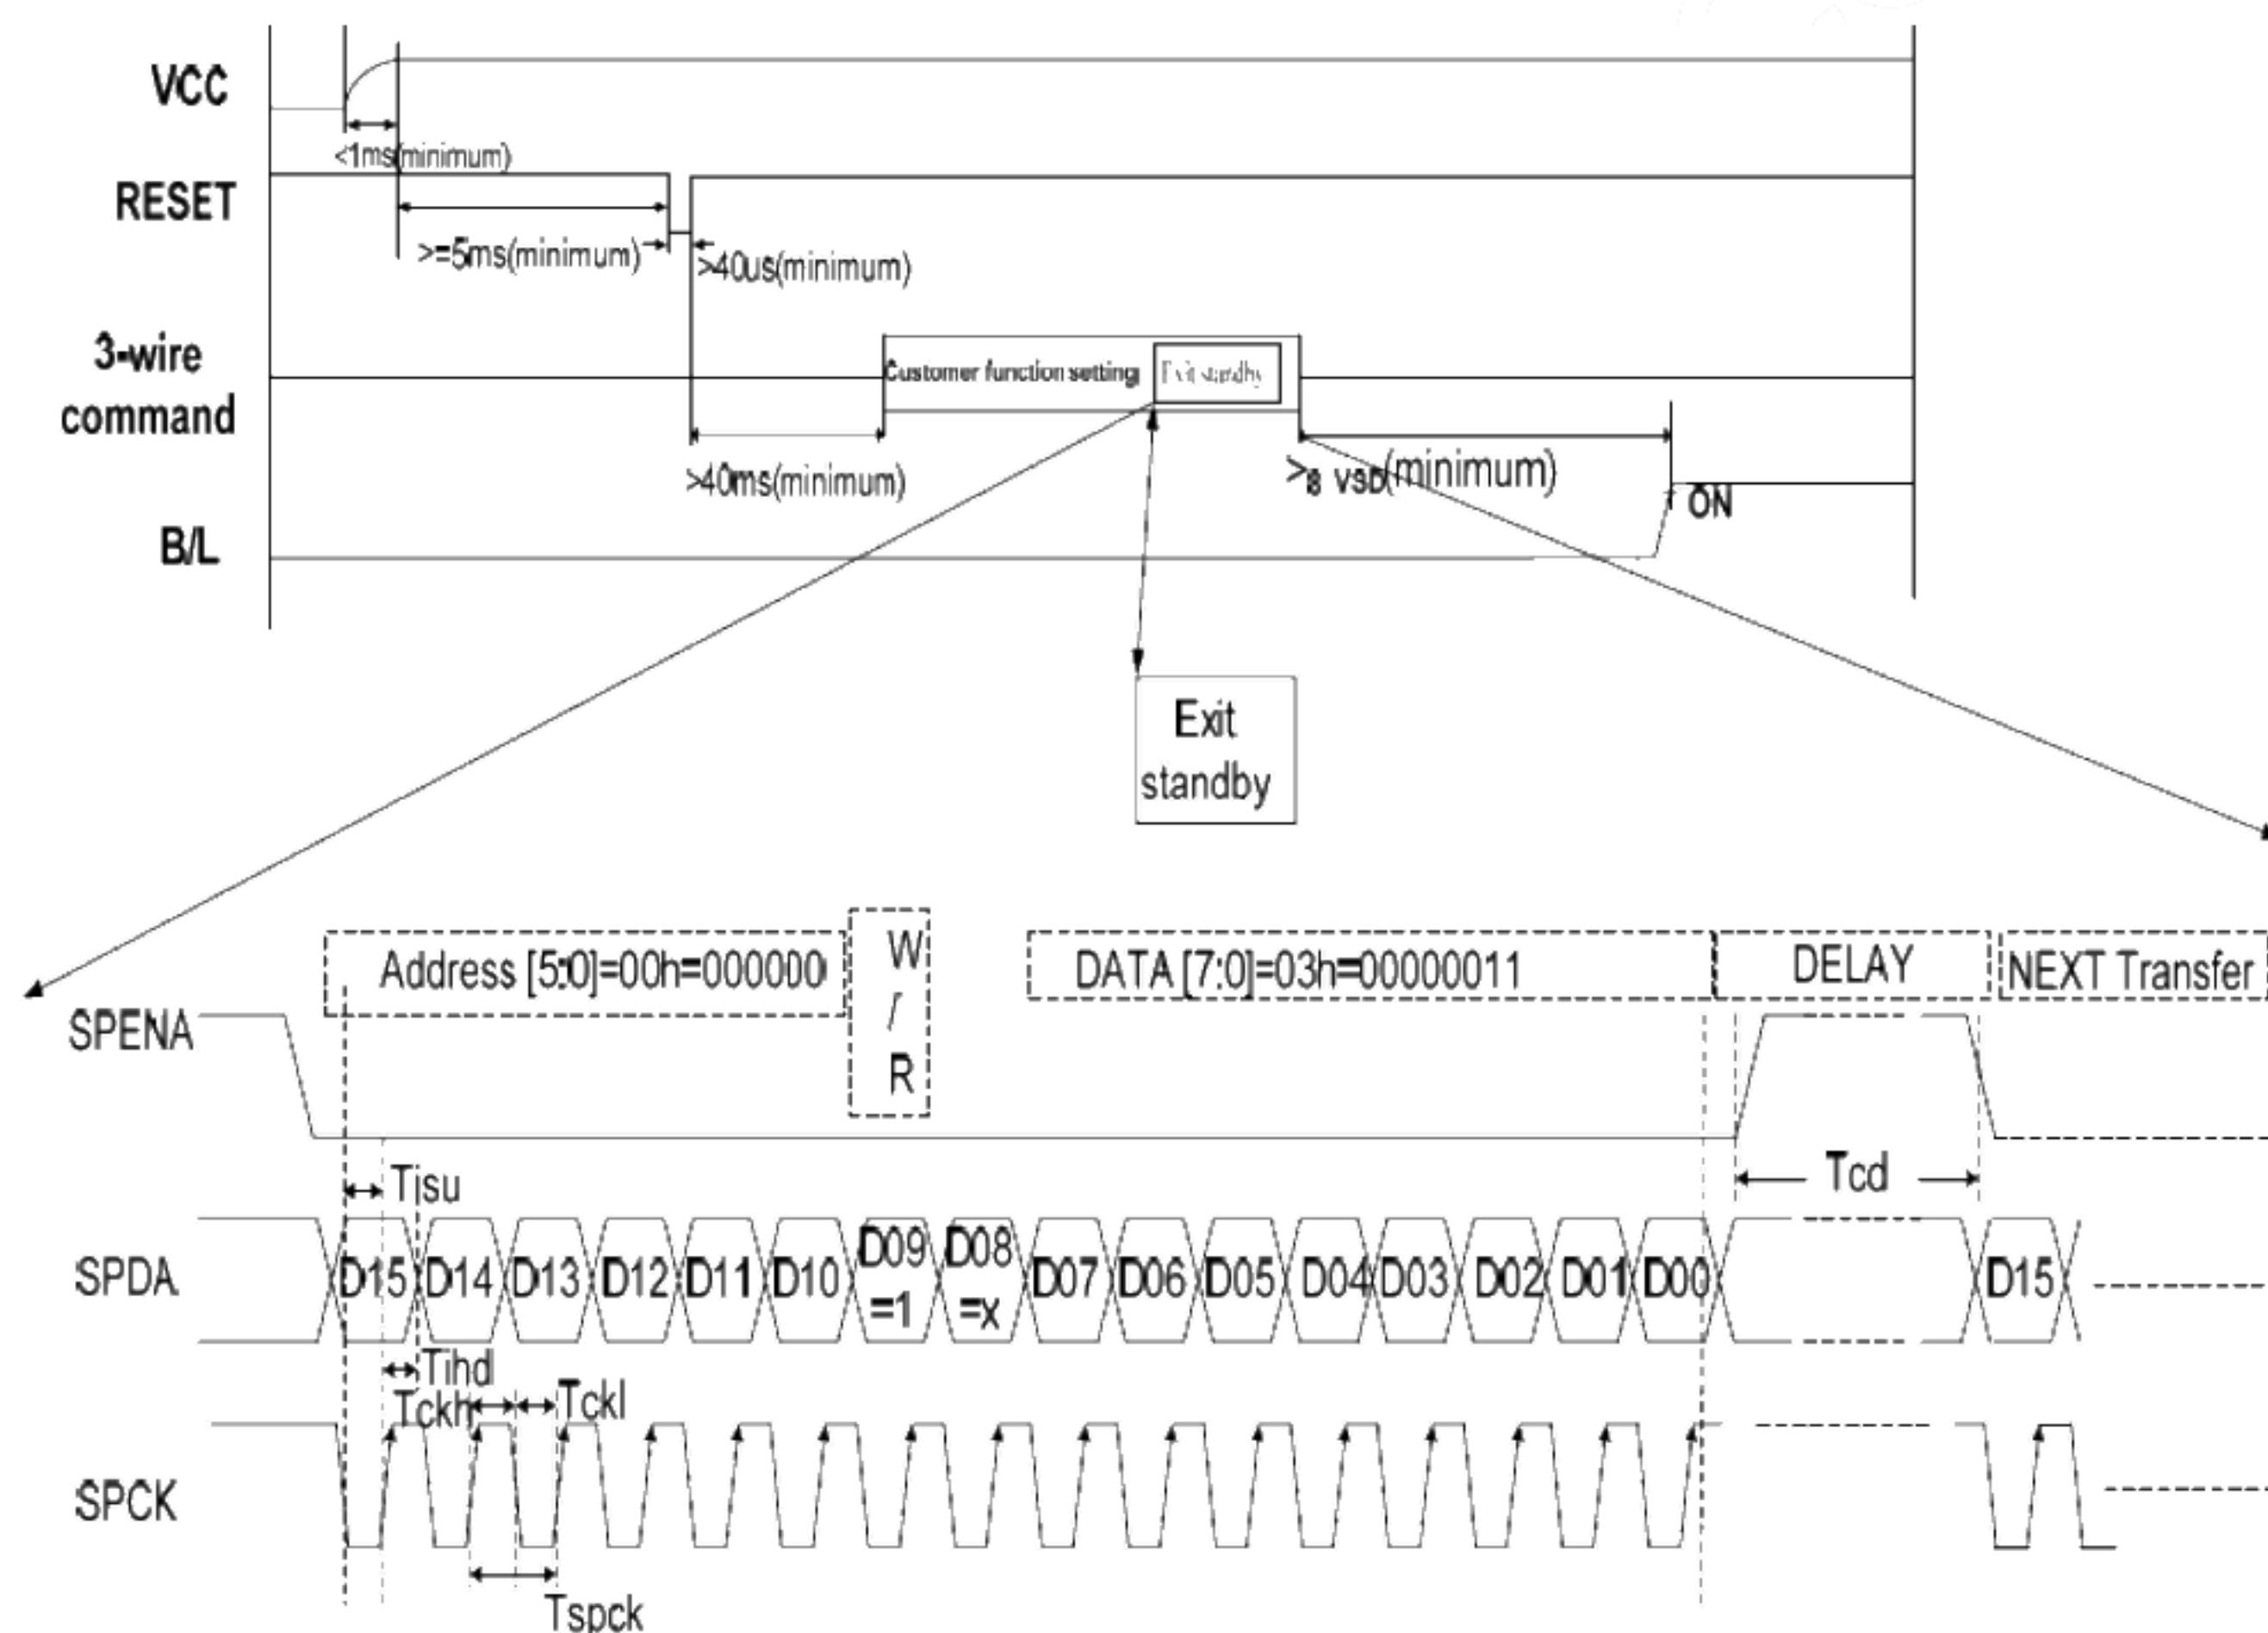 VCC
<1ms(minimum)
RESET
>=5ms(minimum)
>40us(minimum)
3-wire
command
Customer function setting
Exit standby
>40ms(minimum)
>8 VSD(minimum)
ON
B/L
Exit
standby
Address [5:0]=00h=000000
W
/
R
DATA [7:0]=03h=00000011
DELAY
NEXT Transfer
SPENA
Tisu
Tcd
SPDA
D15 D14 D13 D12 D11 D10 D09 D08 D07 D06 D05 D04 D03 D02 D01 D00 D15
=1 =x
Tihdl
Tckh
Tckl
SPCK
Tspck